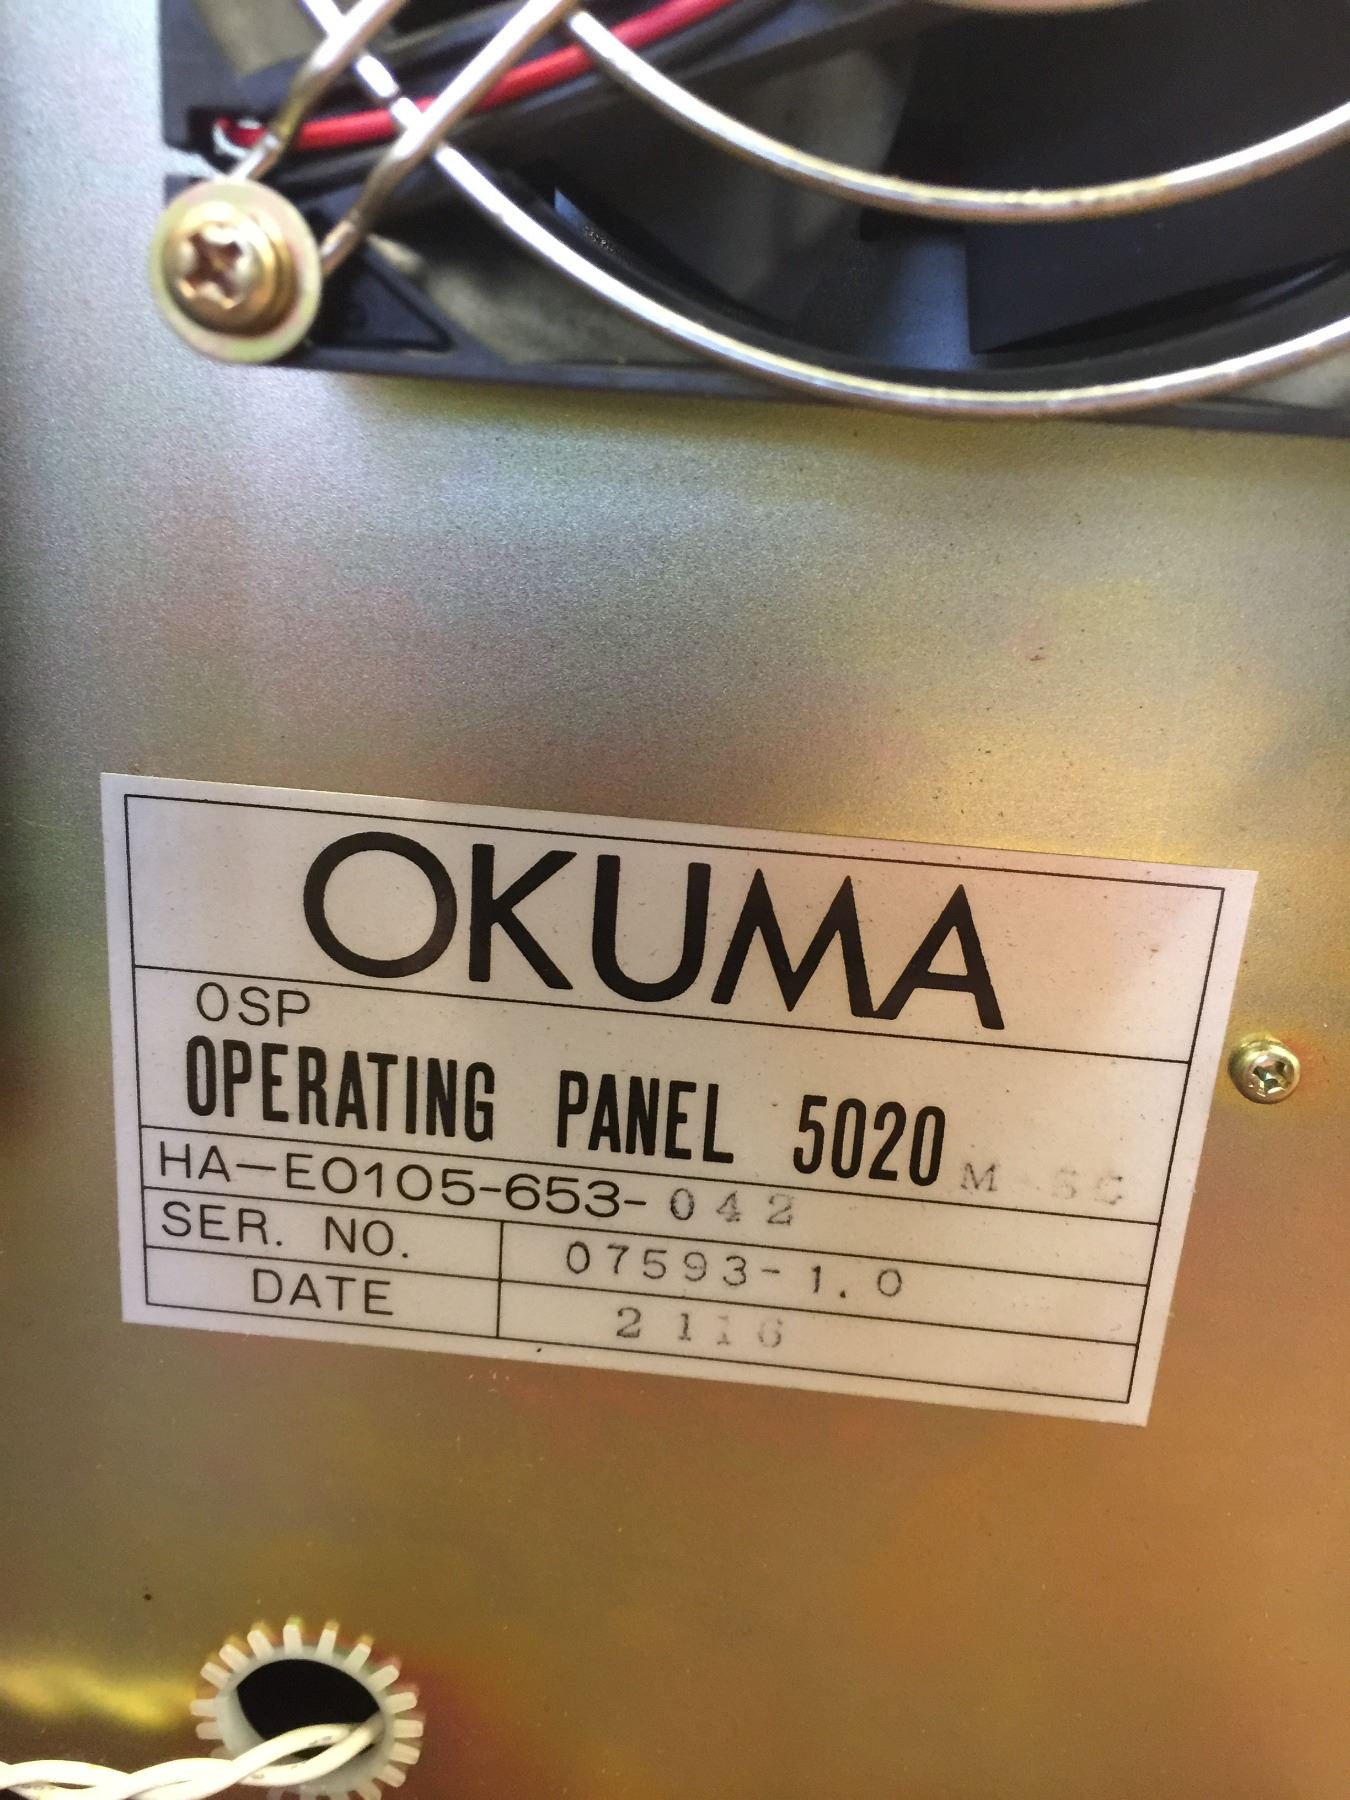 OKUMA
OSP
OPERATING PANEL 5020 M
HA-E0105-653-042
SER. NO. 07593-1.0
DATE 2116